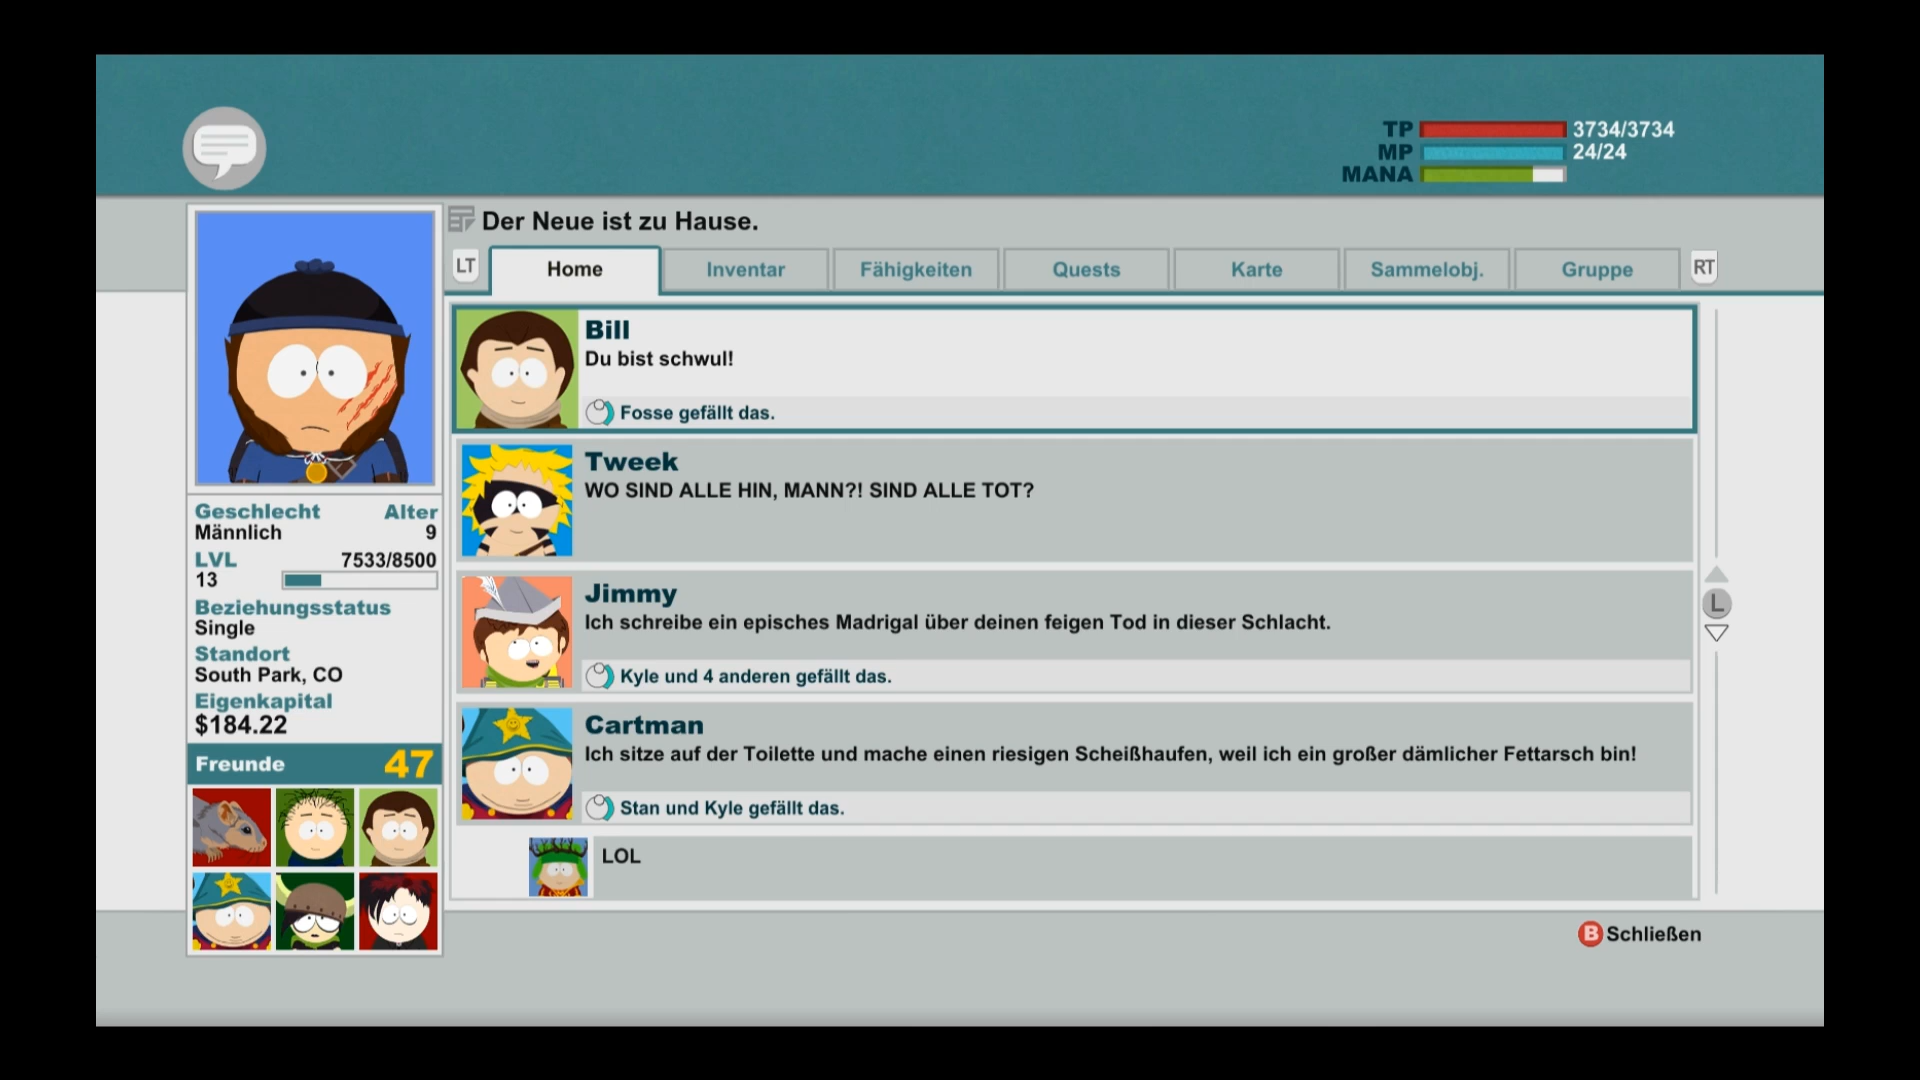 TP 3734/3734
MP 24/24
MANA
Der Neue ist zu Hause.
LT Home Inventar Fähigkeiten Quests Karte Sammelobj. Gruppe RT
Geschlecht Alter
Männlich 9
LVL 7533/8500
13
Beziehungsstatus
Single
Standort
South Park, CO
Eigenkapital
$184.22
Freunde 47
Bill
Du bist schwul!
Fosse gefällt das.
Tweek
WO SIND ALLE HIN, MANN?! SIND ALLE TOT?
Jimmy
Ich schreibe ein episches Madrigal über deinen feigen Tod in dieser Schlacht.
Kyle und 4 anderen gefällt das.
Cartman
Ich sitze auf der Toilette und mache einen riesigen Scheißhaufen, weil ich ein großer dämlicher Fettarsch bin!
Stan und Kyle gefällt das.
LOL
L
B Schließen